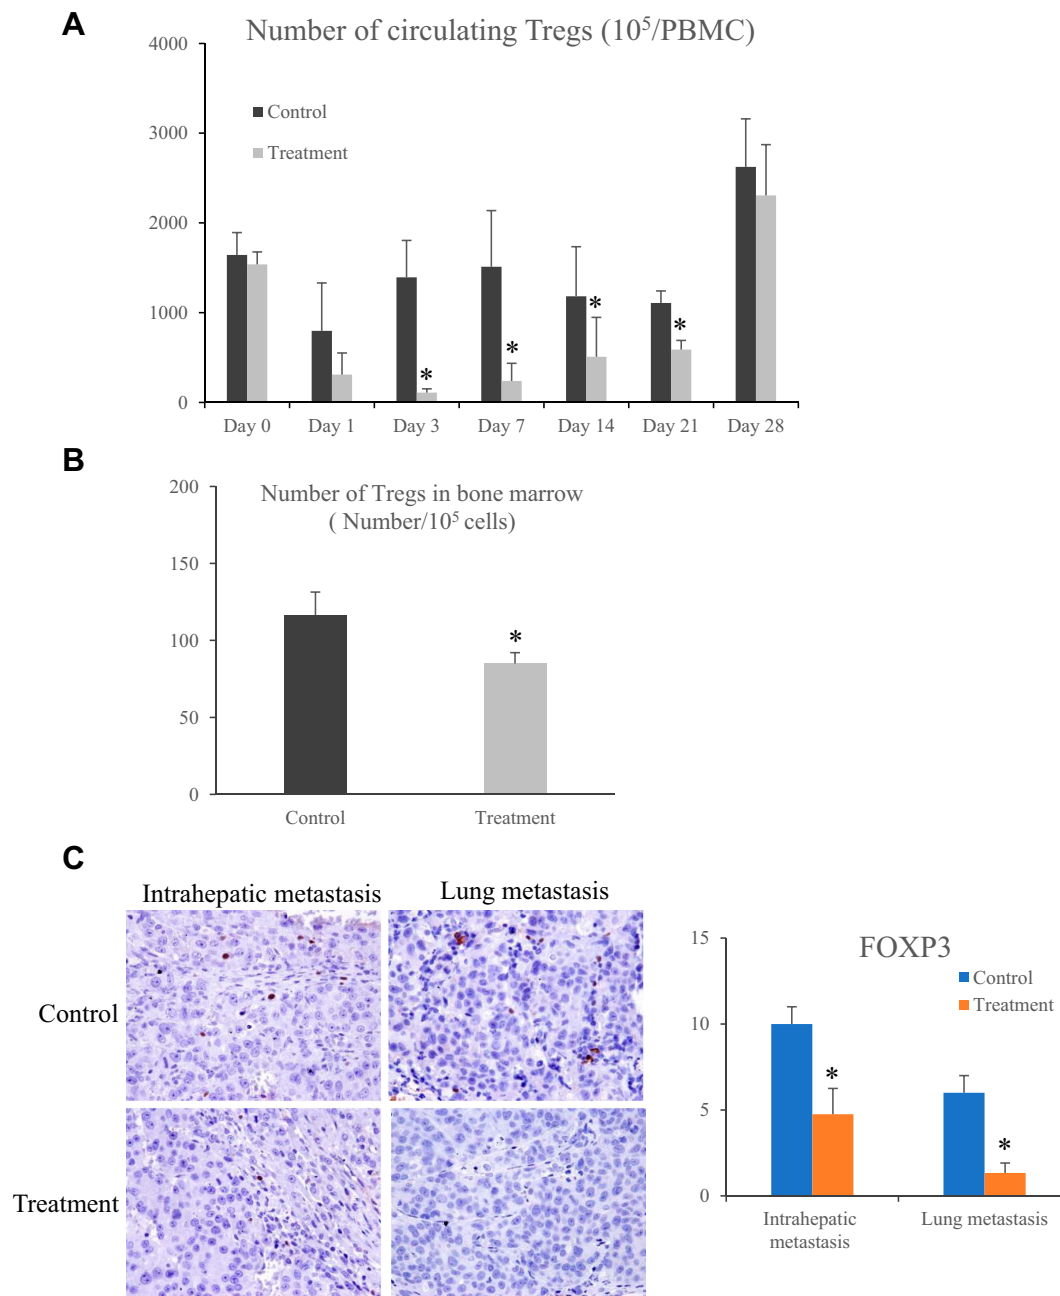 A
Number of circulating Tregs (10⁵/PBMC)
4000
3000
2000
1000
0
Control
Treatment
*
*
*
*
Day 0
Day 1
Day 3
Day 7
Day 14
Day 21
Day 28
B
Number of Tregs in bone marrow
( Number/10⁵ cells)
200
150
100
50
0
*
Control
Treatment
C
Intrahepatic metastasis
Lung metastasis
Control
Treatment
FOXP3
15
10
5
0
Control
Treatment
*
*
Intrahepatic
metastasis
Lung metastasis